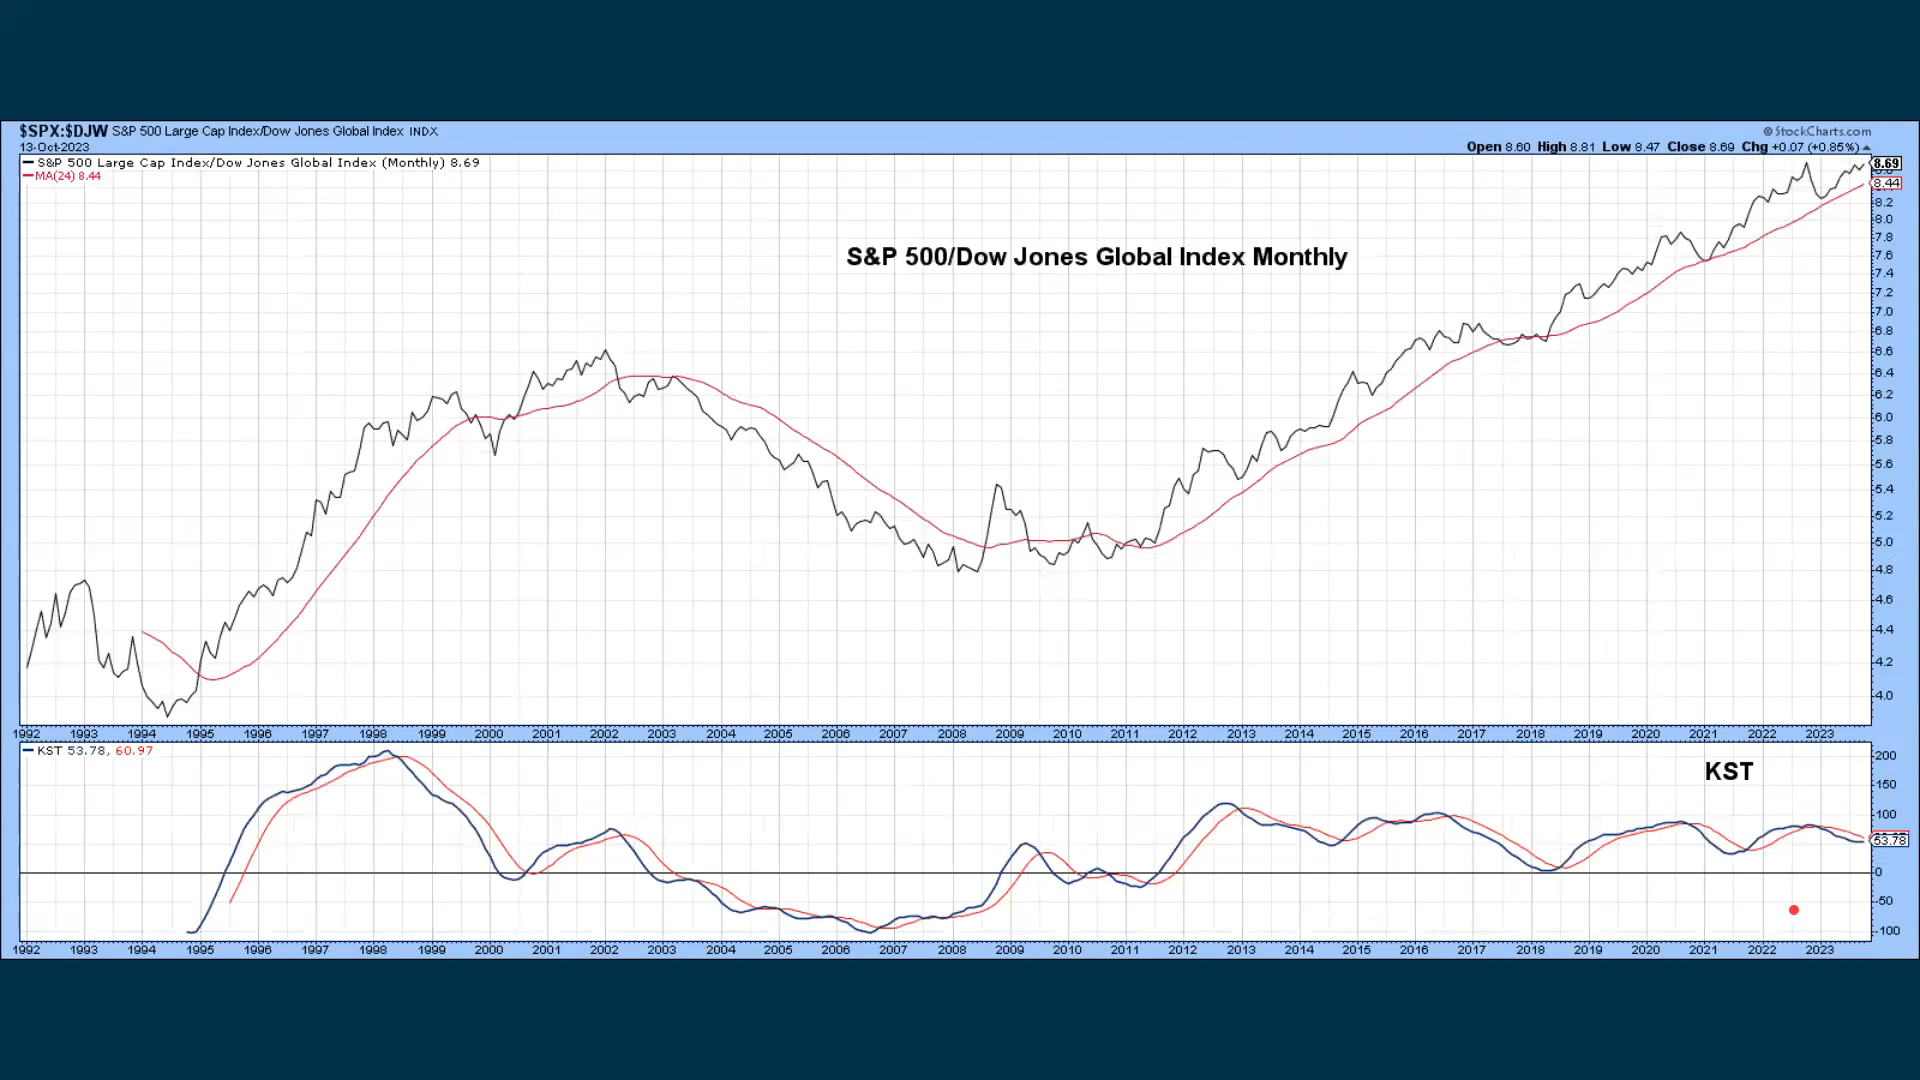 $SPX:$DJW S&P 500 Large Cap Index/Dow Jones Global Index INDX
© StockCharts.com
13-Oct-2023
Open 8.60 High 8.81 Low 8.47 Close 8.69 Chg +0.07 (+0.85%)
S&P 500 Large Cap Index/Dow Jones Global Index (Monthly) 8.69
MA(24) 8.44
S&P 500/Dow Jones Global Index Monthly
8.69
8.44
8.2
8.0
7.8
7.6
7.4
7.2
7.0
6.8
6.6
6.4
6.2
6.0
5.8
5.6
5.4
5.2
5.0
4.8
4.6
4.4
4.2
4.0
1992 1993 1994 1995 1996 1997 1998 1999 2000 2001 2002 2003 2004 2005 2006 2007 2008 2009 2010 2011 2012 2013 2014 2015 2016 2017 2018 2019 2020 2021 2022 2023
KST 53.78, 60.97
KST
200
150
100
53.78
0
-50
-100
1992 1993 1994 1995 1996 1997 1998 1999 2000 2001 2002 2003 2004 2005 2006 2007 2008 2009 2010 2011 2012 2013 2014 2015 2016 2017 2018 2019 2020 2021 2022 2023